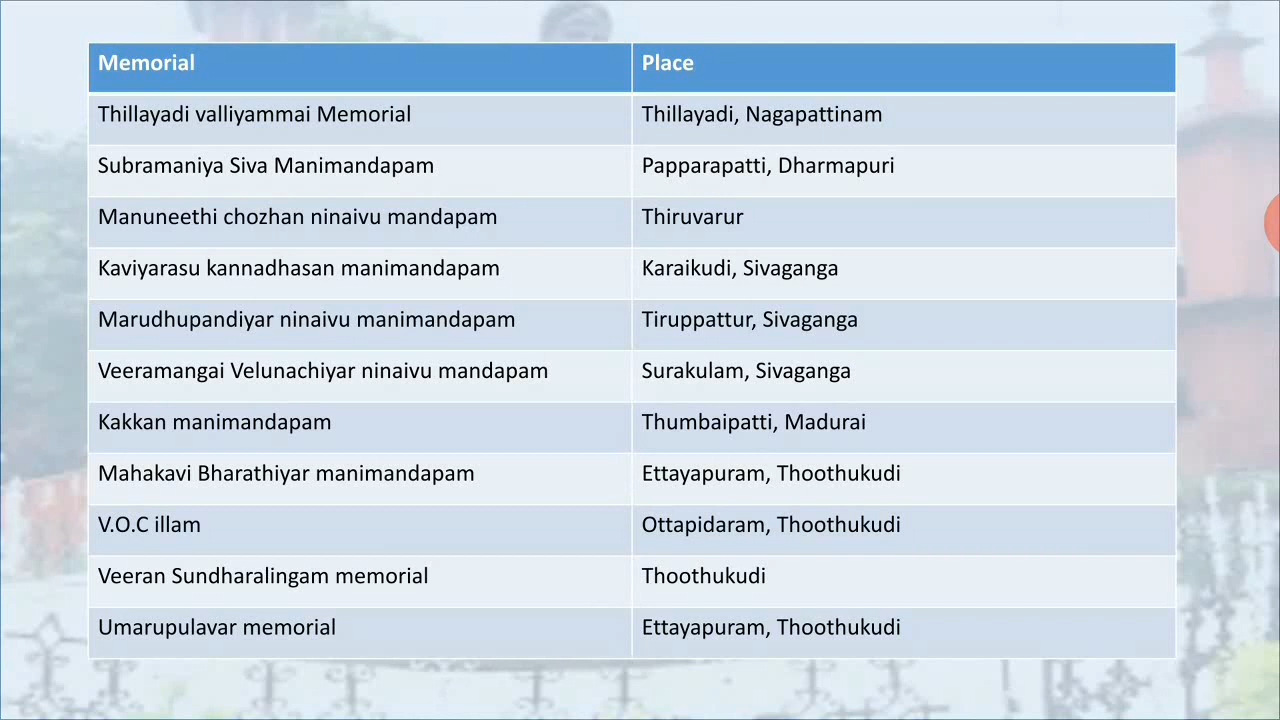 Memorial Place
Thillayadi valliyammai Memorial Thillayadi, Nagapattinam
Subramaniya Siva Manimandapam Papparapatti, Dharmapuri
Manuneethi chozhan ninaivu mandapam Thiruvarur
Kaviyarasu kannadhasan manimandapam Karaikudi, Sivaganga
Marudhupandiyar ninaivu manimandapam Tiruppattur, Sivaganga
Veeramangai Velunachiyar ninaivu mandapam Surakulam, Sivaganga
Kakkan manimandapam Thumbaipatti, Madurai
Mahakavi Bharathiyar manimandapam Ettayapuram, Thoothukudi
V.O.C illam Ottapidaram, Thoothukudi
Veeran Sundharalingam memorial Thoothukudi
Umarupulavar memorial Ettayapuram, Thoothukudi